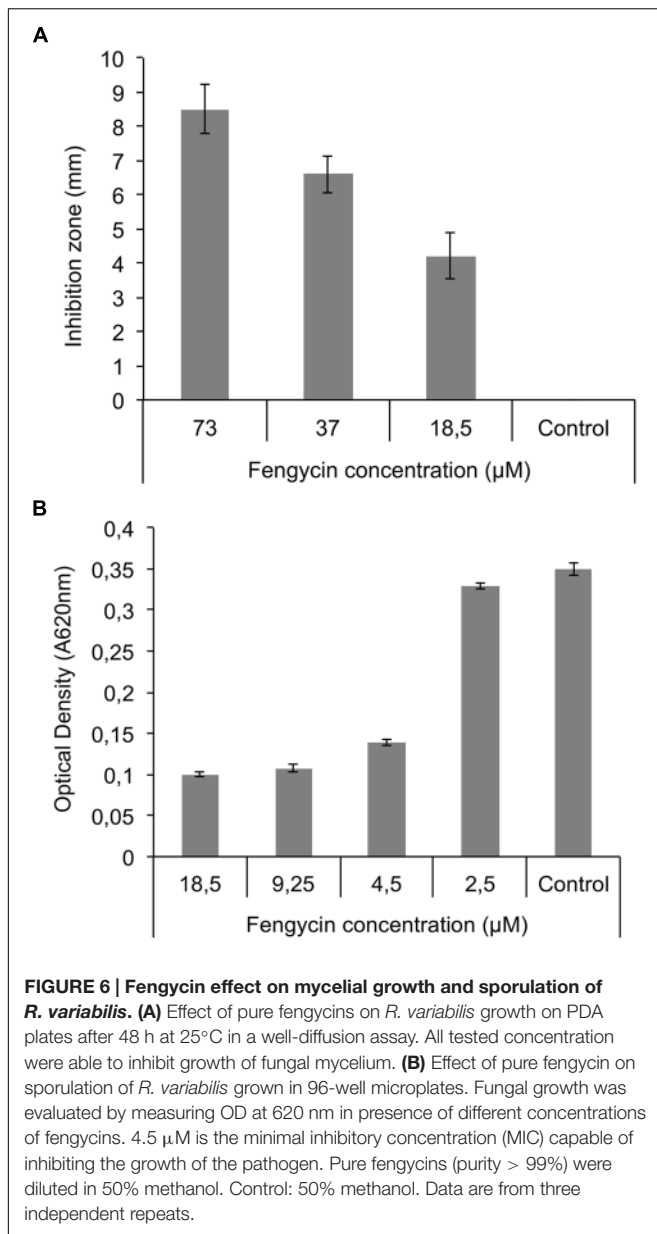 A
10
9
8
7
6
5
4
3
2
1
0
Inhibition zone (mm)
73 37 18,5 Control
Fengycin concentration (µM)
B
0,4
0,35
0,3
0,25
0,2
0,15
0,1
0,05
0
Optical Density (A620nm)
18,5 9,25 4,5 2,5 Control
Fengycin concentration (µM)
FIGURE 6 | Fengycin effect on mycelial growth and sporulation of
R. variabilis. (A) Effect of pure fengycins on R. variabilis growth on PDA
plates after 48 h at 25°C in a well-diffusion assay. All tested concentration
were able to inhibit growth of fungal mycelium. (B) Effect of pure fengycin on
sporulation of R. variabilis grown in 96-well microplates. Fungal growth was
evaluated by measuring OD at 620 nm in presence of different concentrations
of fengycins. 4.5 µM is the minimal inhibitory concentration (MIC) capable of
inhibiting the growth of the pathogen. Pure fengycins (purity > 99%) were
diluted in 50% methanol. Control: 50% methanol. Data are from three
independent repeats.